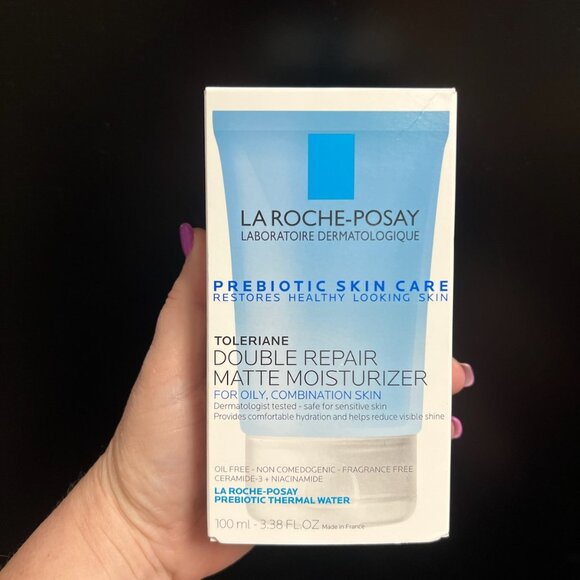 LA ROCHE-POSAY
LABORATOIRE DERMATOLOGIQUE
PREBIOTIC SKIN CARE
RESTORES HEALTHY LOOKING SKIN
TOLERIANE
DOUBLE REPAIR
MATTE MOISTURIZER
FOR OILY, COMBINATION SKIN
Dermatologist tested - safe for sensitive skin
Provides comfortable hydration and helps reduce visible shine
OIL FREE - NON COMEDOGENIC - FRAGRANCE FREE
CERAMIDE-3 + NIACINAMIDE
LA ROCHE-POSAY
PREBIOTIC THERMAL WATER
100 ml - 3.38 FL.OZ Made in France